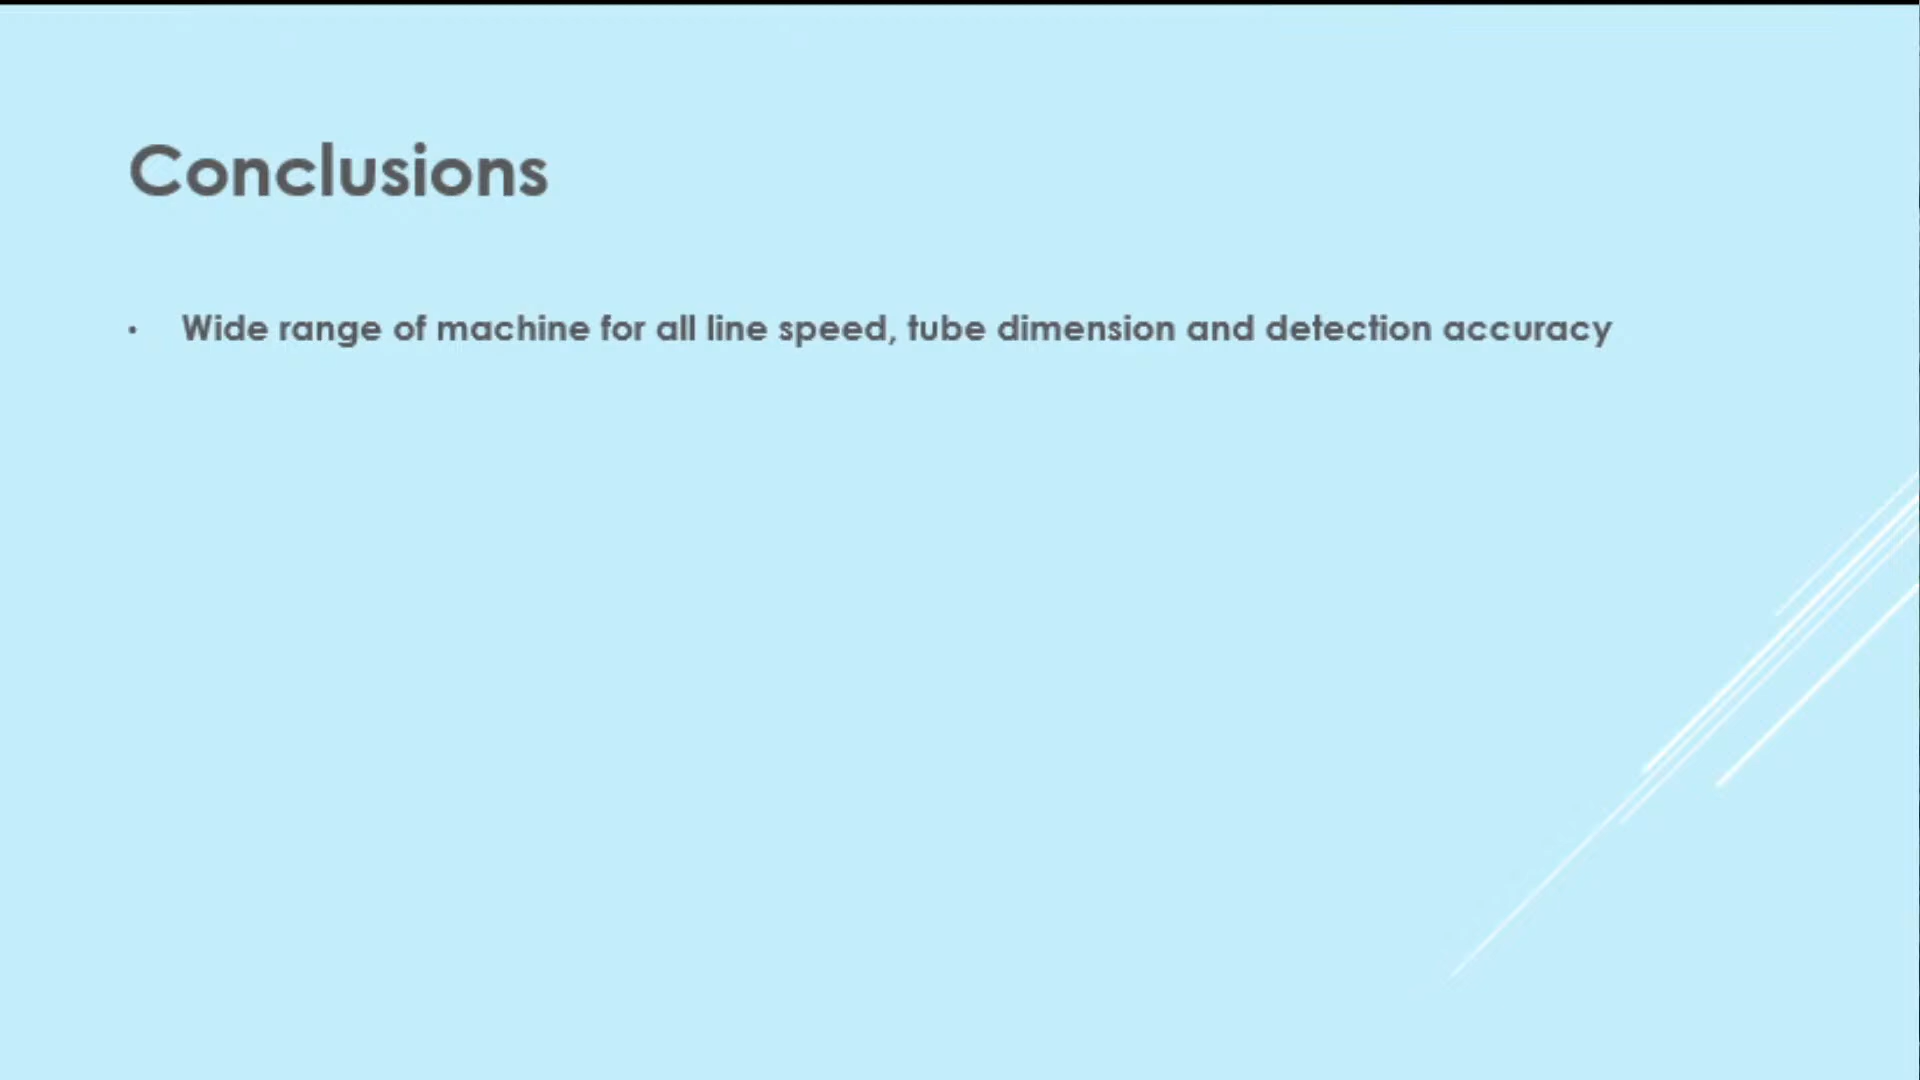 Conclusions
• Wide range of machine for all line speed, tube dimension and detection accuracy